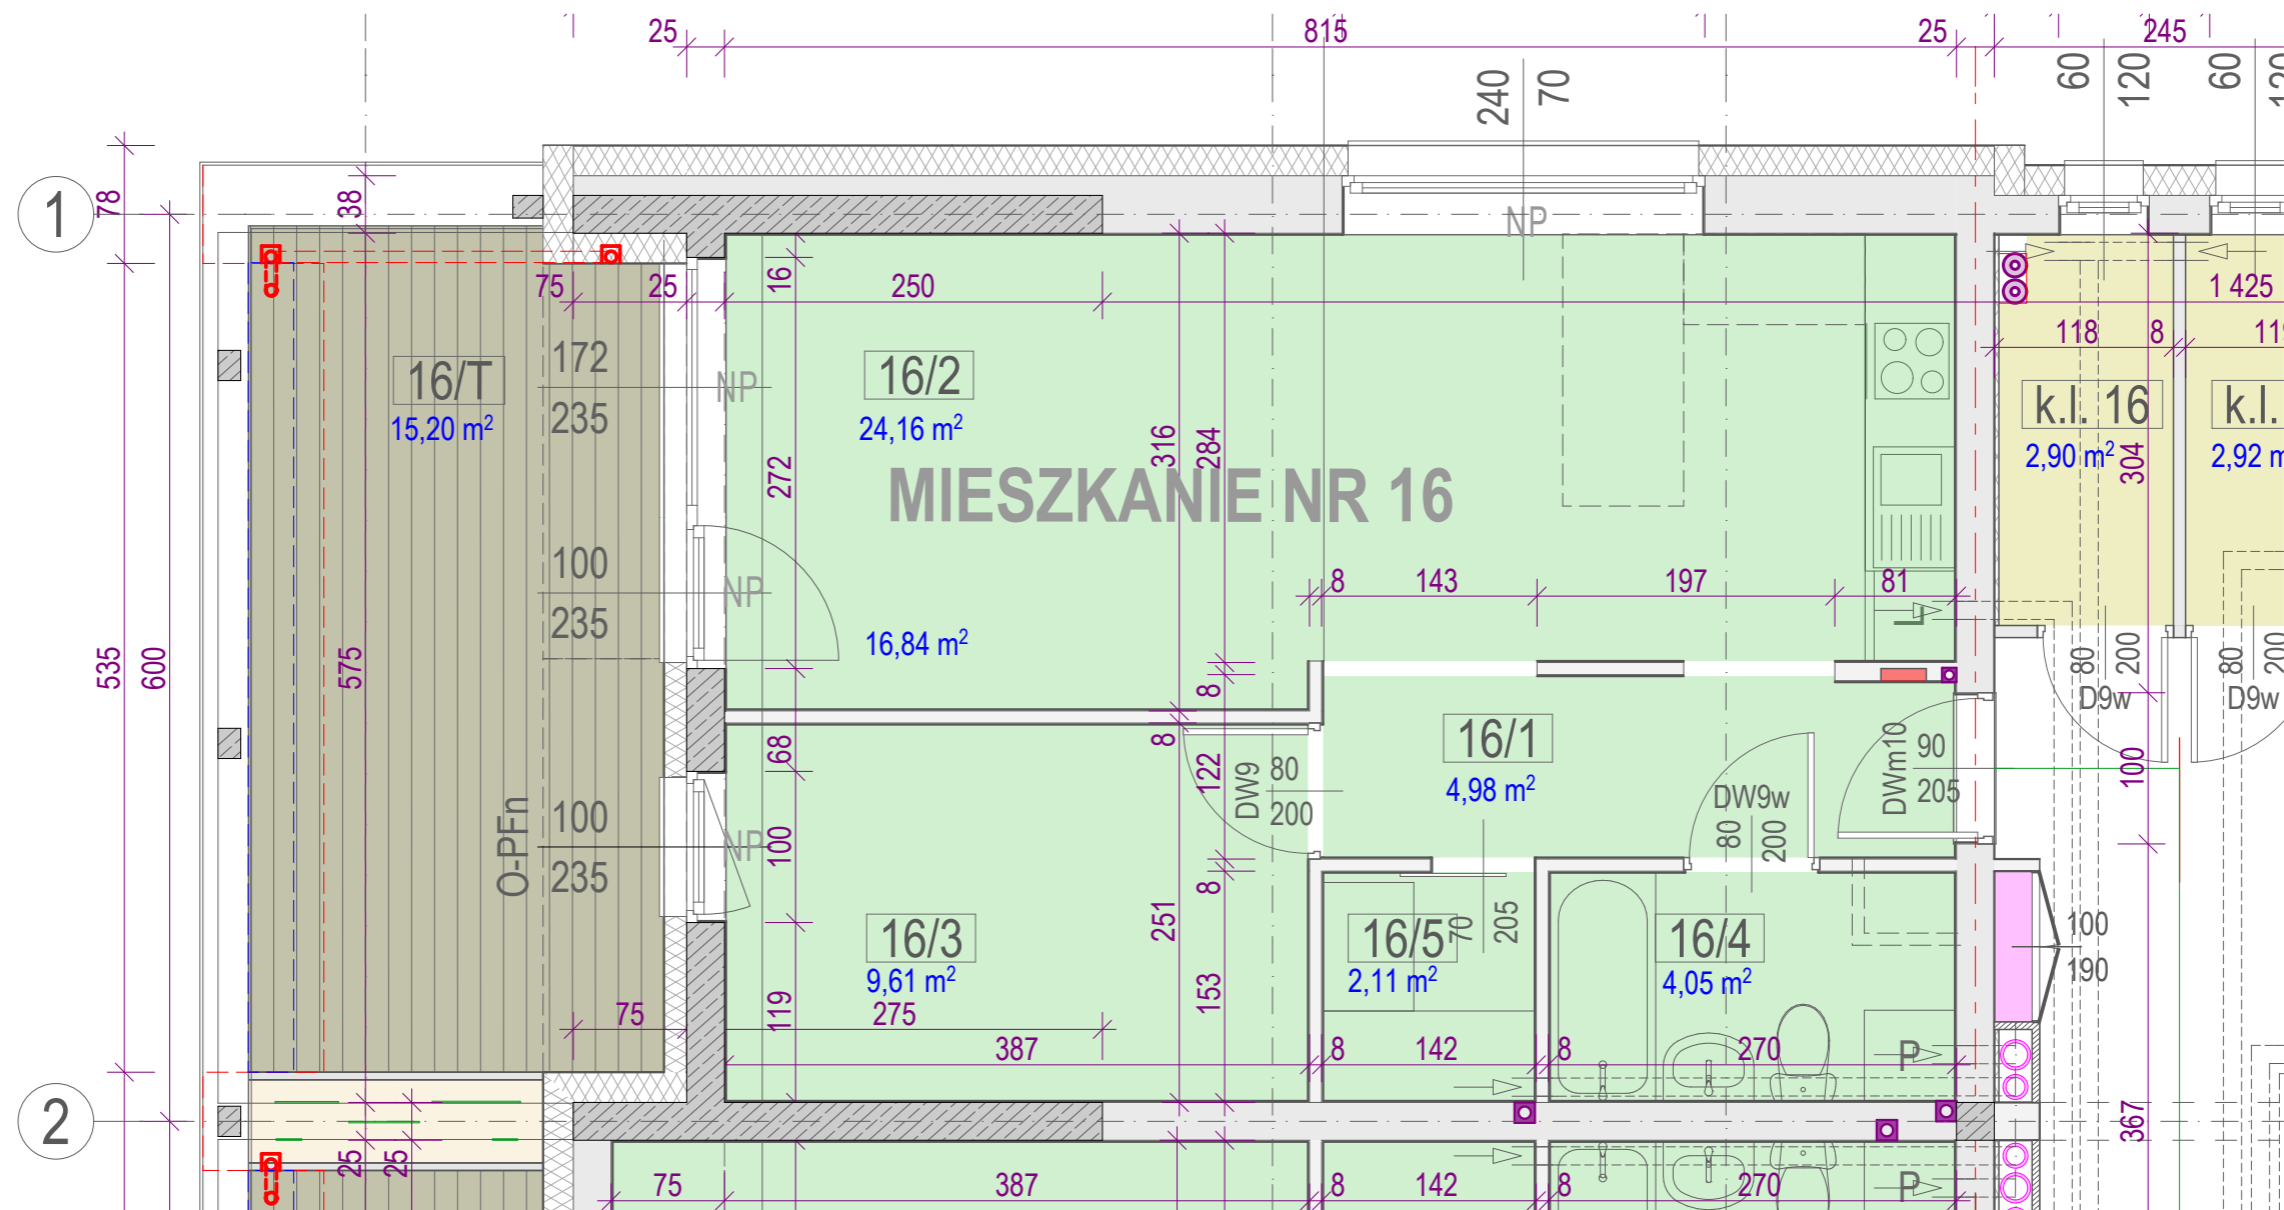 25 815 25 245
240 70 60 120 60
1
78 38
NP
75 25 250 1 425
16
118 8
16/T
15,20 m²
172
235
NP
16/2
24,16 m²
k.l. 16
2,90 m²
k.l.
2,92 m
304
272 316 284
MIESZKANIE NR 16
100
235
NP
8 143 197 81
L
535 600 575
16,84 m²
80 200 D9w
80 200 D9w
8
68 8 122
DW9 80
200
16/1
4,98 m²
DW9w
80 200
DWm10 90
205
100
O-PFn
100
235
NP
100 251 8
16/3
9,61 m²
16/5
2,11 m²
70 205
16/4
4,05 m²
100
190
119 153
75 275
387 8 142 8 270 P
2
25 25
367
75 387 8 142 8 270 P